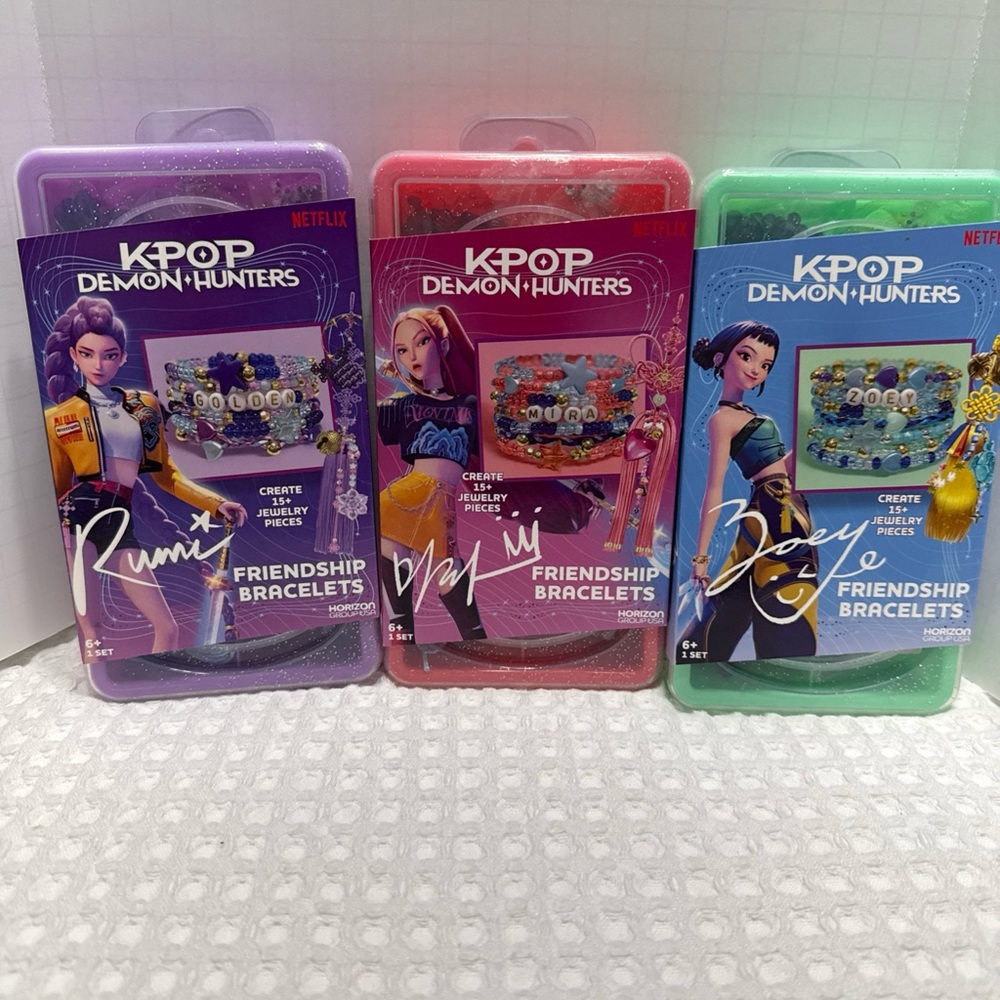 NETFLIX
KPOP
DEMON HUNTERS
GOLDEN
CREATE
15+
JEWELRY
PIECES
Rumi
FRIENDSHIP
BRACELETS
HORIZON
GROUP USA
6+
1 SET
NETFLIX
KPOP
DEMON HUNTERS
MIRA
CREATE
15+
JEWELRY
PIECES
FRIENDSHIP
BRACELETS
HORIZON
GROUP USA
6+
1 SET
NETF
KPOP
DEMON HUNTERS
ZOEY
CREATE
15+
JEWELRY
PIECES
Zoey
FRIENDSHIP
BRACELETS
HORIZON
GROUP USA
6+
1 SET